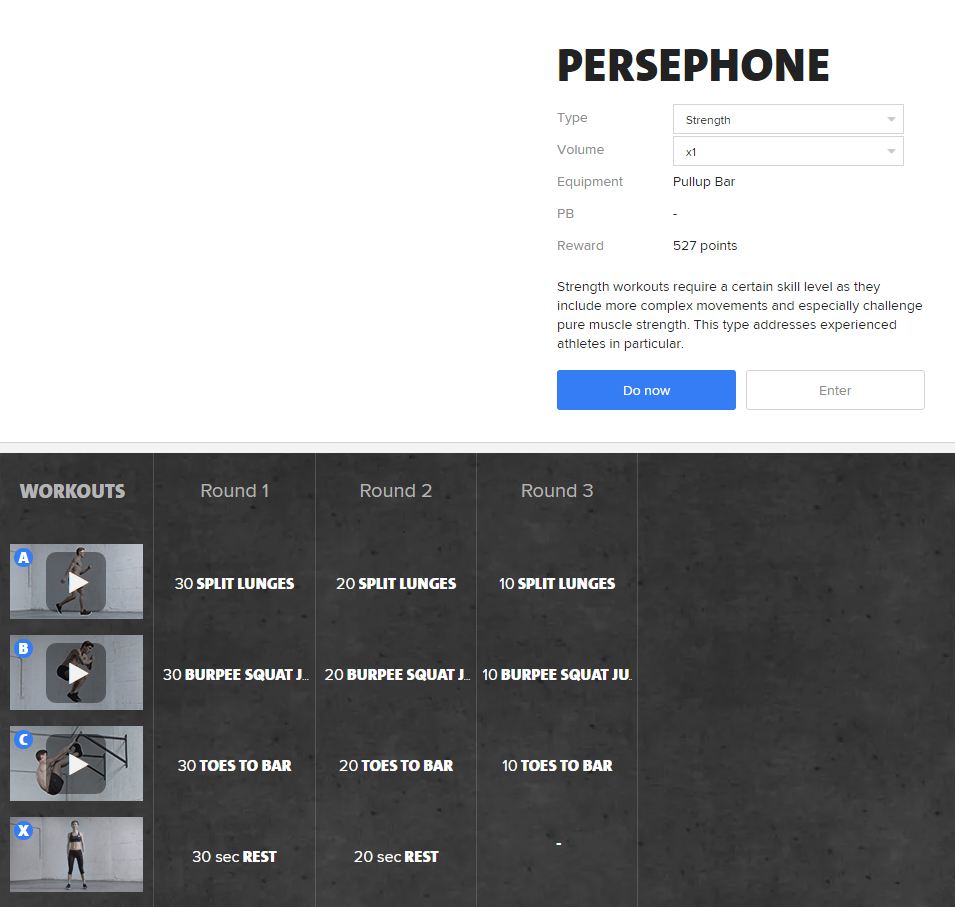 PERSEPHONE
Type Strength
Volume x1
Equipment Pullup Bar
PB -
Reward 527 points
Strength workouts require a certain skill level as they
include more complex movements and especially challenge
pure muscle strength. This type addresses experienced
athletes in particular.
Do now Enter
WORKOUTS Round 1 Round 2 Round 3
A 30 SPLIT LUNGES 20 SPLIT LUNGES 10 SPLIT LUNGES
B 30 BURPEE SQUAT J... 20 BURPEE SQUAT J... 10 BURPEE SQUAT JU.
C 30 TOES TO BAR 20 TOES TO BAR 10 TOES TO BAR
X 30 sec REST 20 sec REST -